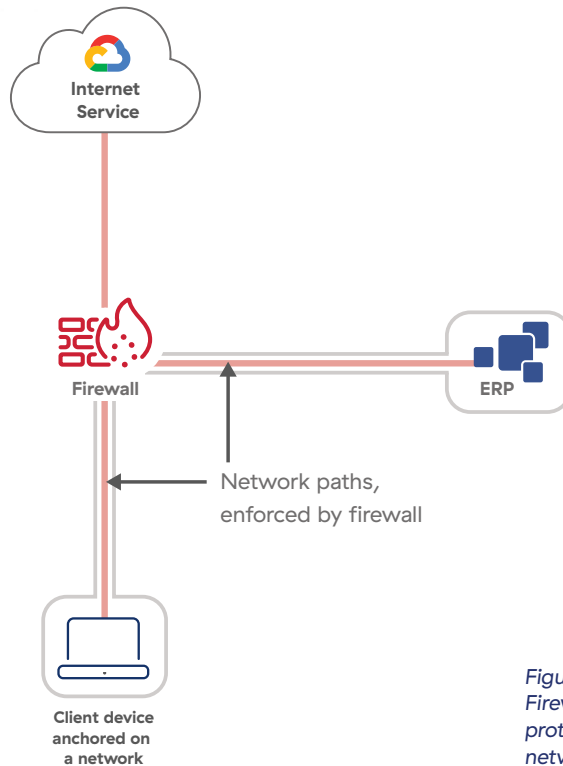 Internet
Service
Firewall
ERP
Network paths,
enforced by firewall
Client device
anchored on
a network